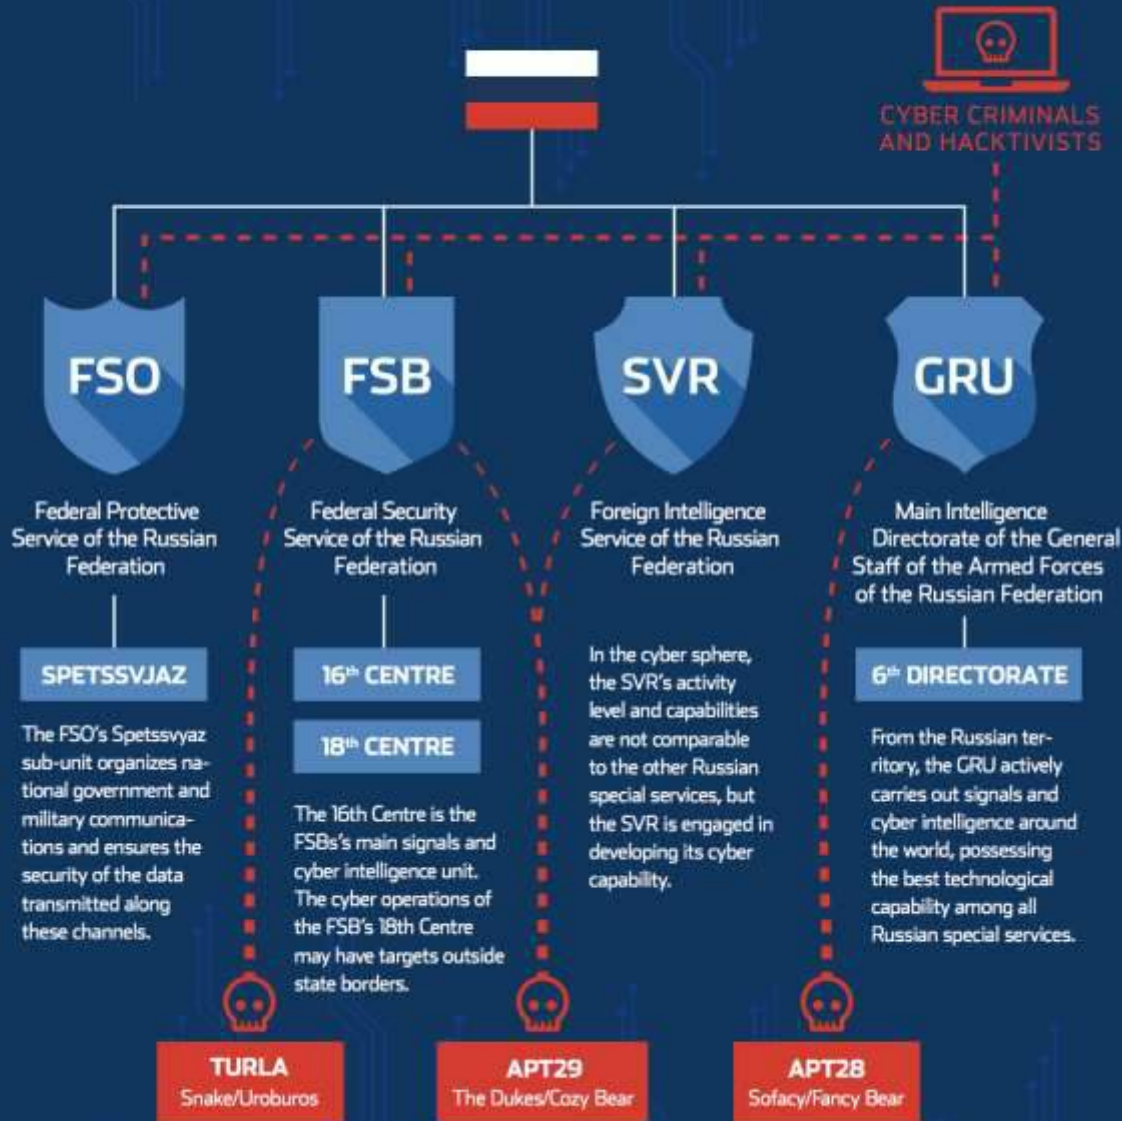 CYBER CRIMINALS
AND HACKTIVISTS
FSO
FSB
SVR
GRU
Federal Protective
Service of the Russian
Federation
Federal Security
Service of the Russian
Federation
Foreign Intelligence
Service of the Russian
Federation
Main Intelligence
Directorate of the General
Staff of the Armed Forces
of the Russian Federation
SPETSSVJAZ
The FSO's Spetssvyaz
sub-unit organizes na-
tional government and
military communica-
tions and ensures the
security of the data
transmitted along
these channels.
16th CENTRE
18th CENTRE
The 16th Centre is the
FSBs's main signals and
cyber intelligence unit.
The cyber operations of
the FSB's 18th Centre
may have targets outside
state borders.
In the cyber sphere,
the SVR's activity
level and capabilities
are not comparable
to the other Russian
special services, but
the SVR is engaged in
developing its cyber
capability.
6th DIRECTORATE
From the Russian ter-
ritory, the GRU actively
carries out signals and
cyber intelligence around
the world, possessing
the best technological
capability among all
Russian special services.
TURLA
Snake/Uroburos
APT29
The Dukes/Cozy Bear
APT28
Sofacy/Fancy Bear